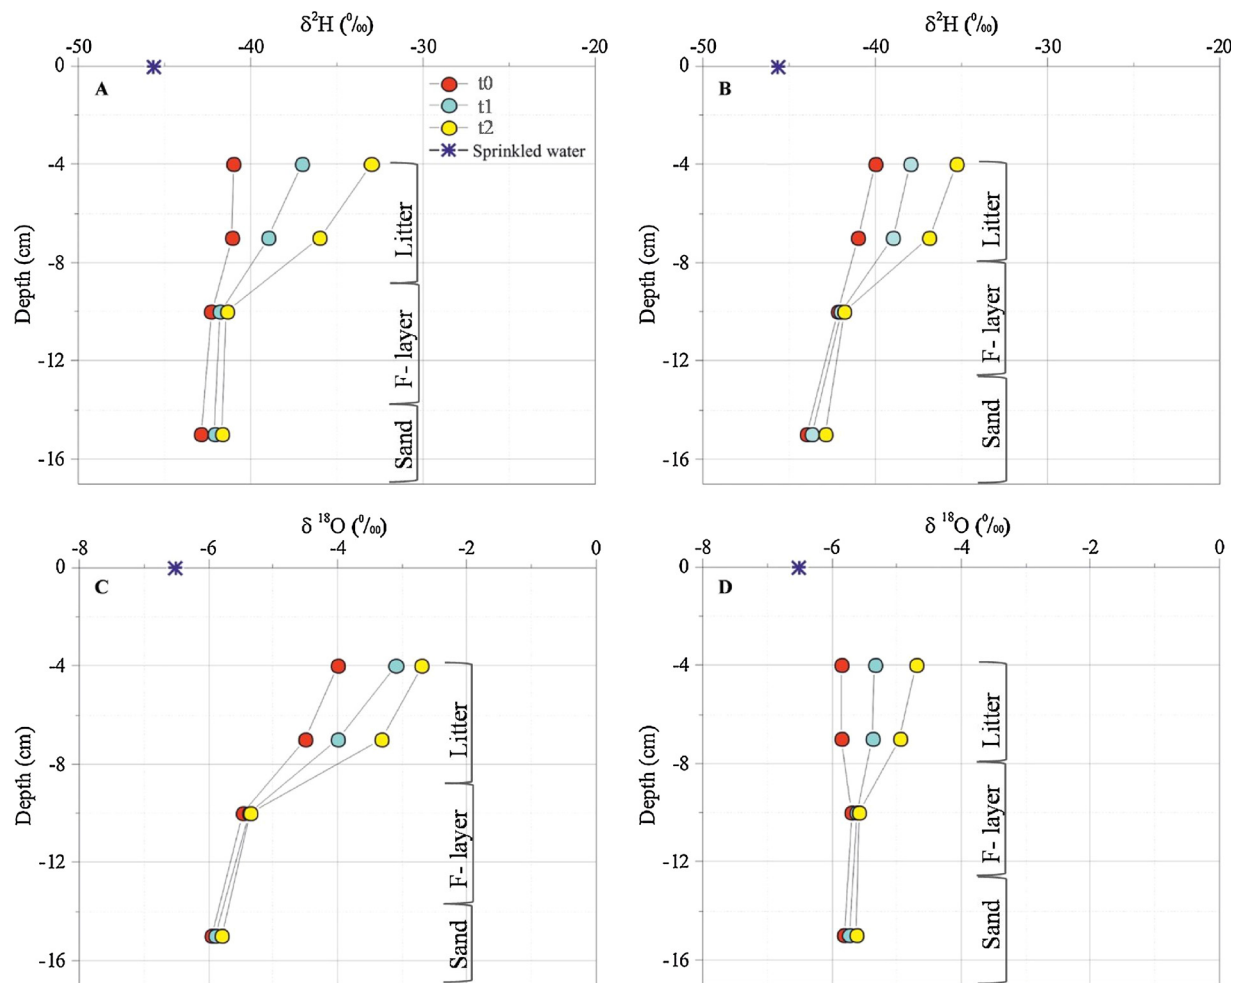 δ²H (⁰/₀₀)
-50 -40 -30 -20
0
A
t0
t1
t2
Sprinkled water
-4
-8
-12
-16
Depth (cm)
Litter
F- layer
Sand
δ²H (⁰/₀₀)
-50 -40 -30 -20
0
B
-4
-8
-12
-16
Depth (cm)
Litter
F- layer
Sand
δ ¹⁸O (⁰/₀₀)
-8 -6 -4 -2 0
0
C
-4
-8
-12
-16
Depth (cm)
Litter
F- layer
Sand
δ ¹⁸O (⁰/₀₀)
-8 -6 -4 -2 0
0
D
-4
-8
-12
-16
Depth (cm)
Litter
F- layer
Sand